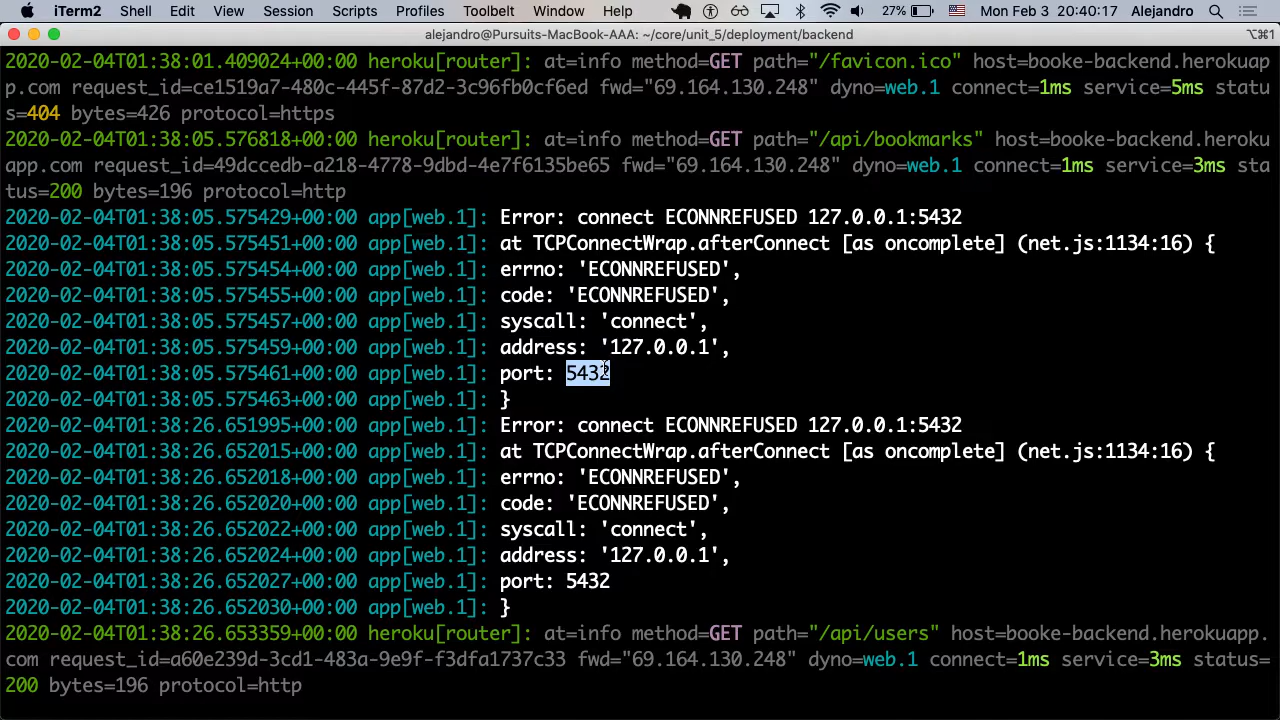 iTerm2 Shell Edit View Session Scripts Profiles Toolbelt Window Help 27% Mon Feb 3 20:40:17 Alejandro
alejandro@Pursuits-MacBook-AAA: ~/core/unit_5/deployment/backend ⌥⌘1
2020-02-04T01:38:01.409024+00:00 heroku[router]: at=info method=GET path="/favicon.ico" host=booke-backend.herokuap
p.com request_id=ce1519a7-480c-445f-87d2-3c96fb0cf6ed fwd="69.164.130.248" dyno=web.1 connect=1ms service=5ms statu
s=404 bytes=426 protocol=https
2020-02-04T01:38:05.576818+00:00 heroku[router]: at=info method=GET path="/api/bookmarks" host=booke-backend.heroku
app.com request_id=49dccedb-a218-4778-9dbd-4e7f6135be65 fwd="69.164.130.248" dyno=web.1 connect=1ms service=3ms sta
tus=200 bytes=196 protocol=http
2020-02-04T01:38:05.575429+00:00 app[web.1]: Error: connect ECONNREFUSED 127.0.0.1:5432
2020-02-04T01:38:05.575451+00:00 app[web.1]: at TCPConnectWrap.afterConnect [as oncomplete] (net.js:1134:16) {
2020-02-04T01:38:05.575454+00:00 app[web.1]: errno: 'ECONNREFUSED',
2020-02-04T01:38:05.575455+00:00 app[web.1]: code: 'ECONNREFUSED',
2020-02-04T01:38:05.575457+00:00 app[web.1]: syscall: 'connect',
2020-02-04T01:38:05.575459+00:00 app[web.1]: address: '127.0.0.1',
2020-02-04T01:38:05.575461+00:00 app[web.1]: port: 5432
2020-02-04T01:38:05.575463+00:00 app[web.1]: }
2020-02-04T01:38:26.651995+00:00 app[web.1]: Error: connect ECONNREFUSED 127.0.0.1:5432
2020-02-04T01:38:26.652015+00:00 app[web.1]: at TCPConnectWrap.afterConnect [as oncomplete] (net.js:1134:16) {
2020-02-04T01:38:26.652018+00:00 app[web.1]: errno: 'ECONNREFUSED',
2020-02-04T01:38:26.652020+00:00 app[web.1]: code: 'ECONNREFUSED',
2020-02-04T01:38:26.652022+00:00 app[web.1]: syscall: 'connect',
2020-02-04T01:38:26.652024+00:00 app[web.1]: address: '127.0.0.1',
2020-02-04T01:38:26.652027+00:00 app[web.1]: port: 5432
2020-02-04T01:38:26.652030+00:00 app[web.1]: }
2020-02-04T01:38:26.653359+00:00 heroku[router]: at=info method=GET path="/api/users" host=booke-backend.herokuapp.
com request_id=a60e239d-3cd1-483a-9e9f-f3dfa1737c33 fwd="69.164.130.248" dyno=web.1 connect=1ms service=3ms status=
200 bytes=196 protocol=http